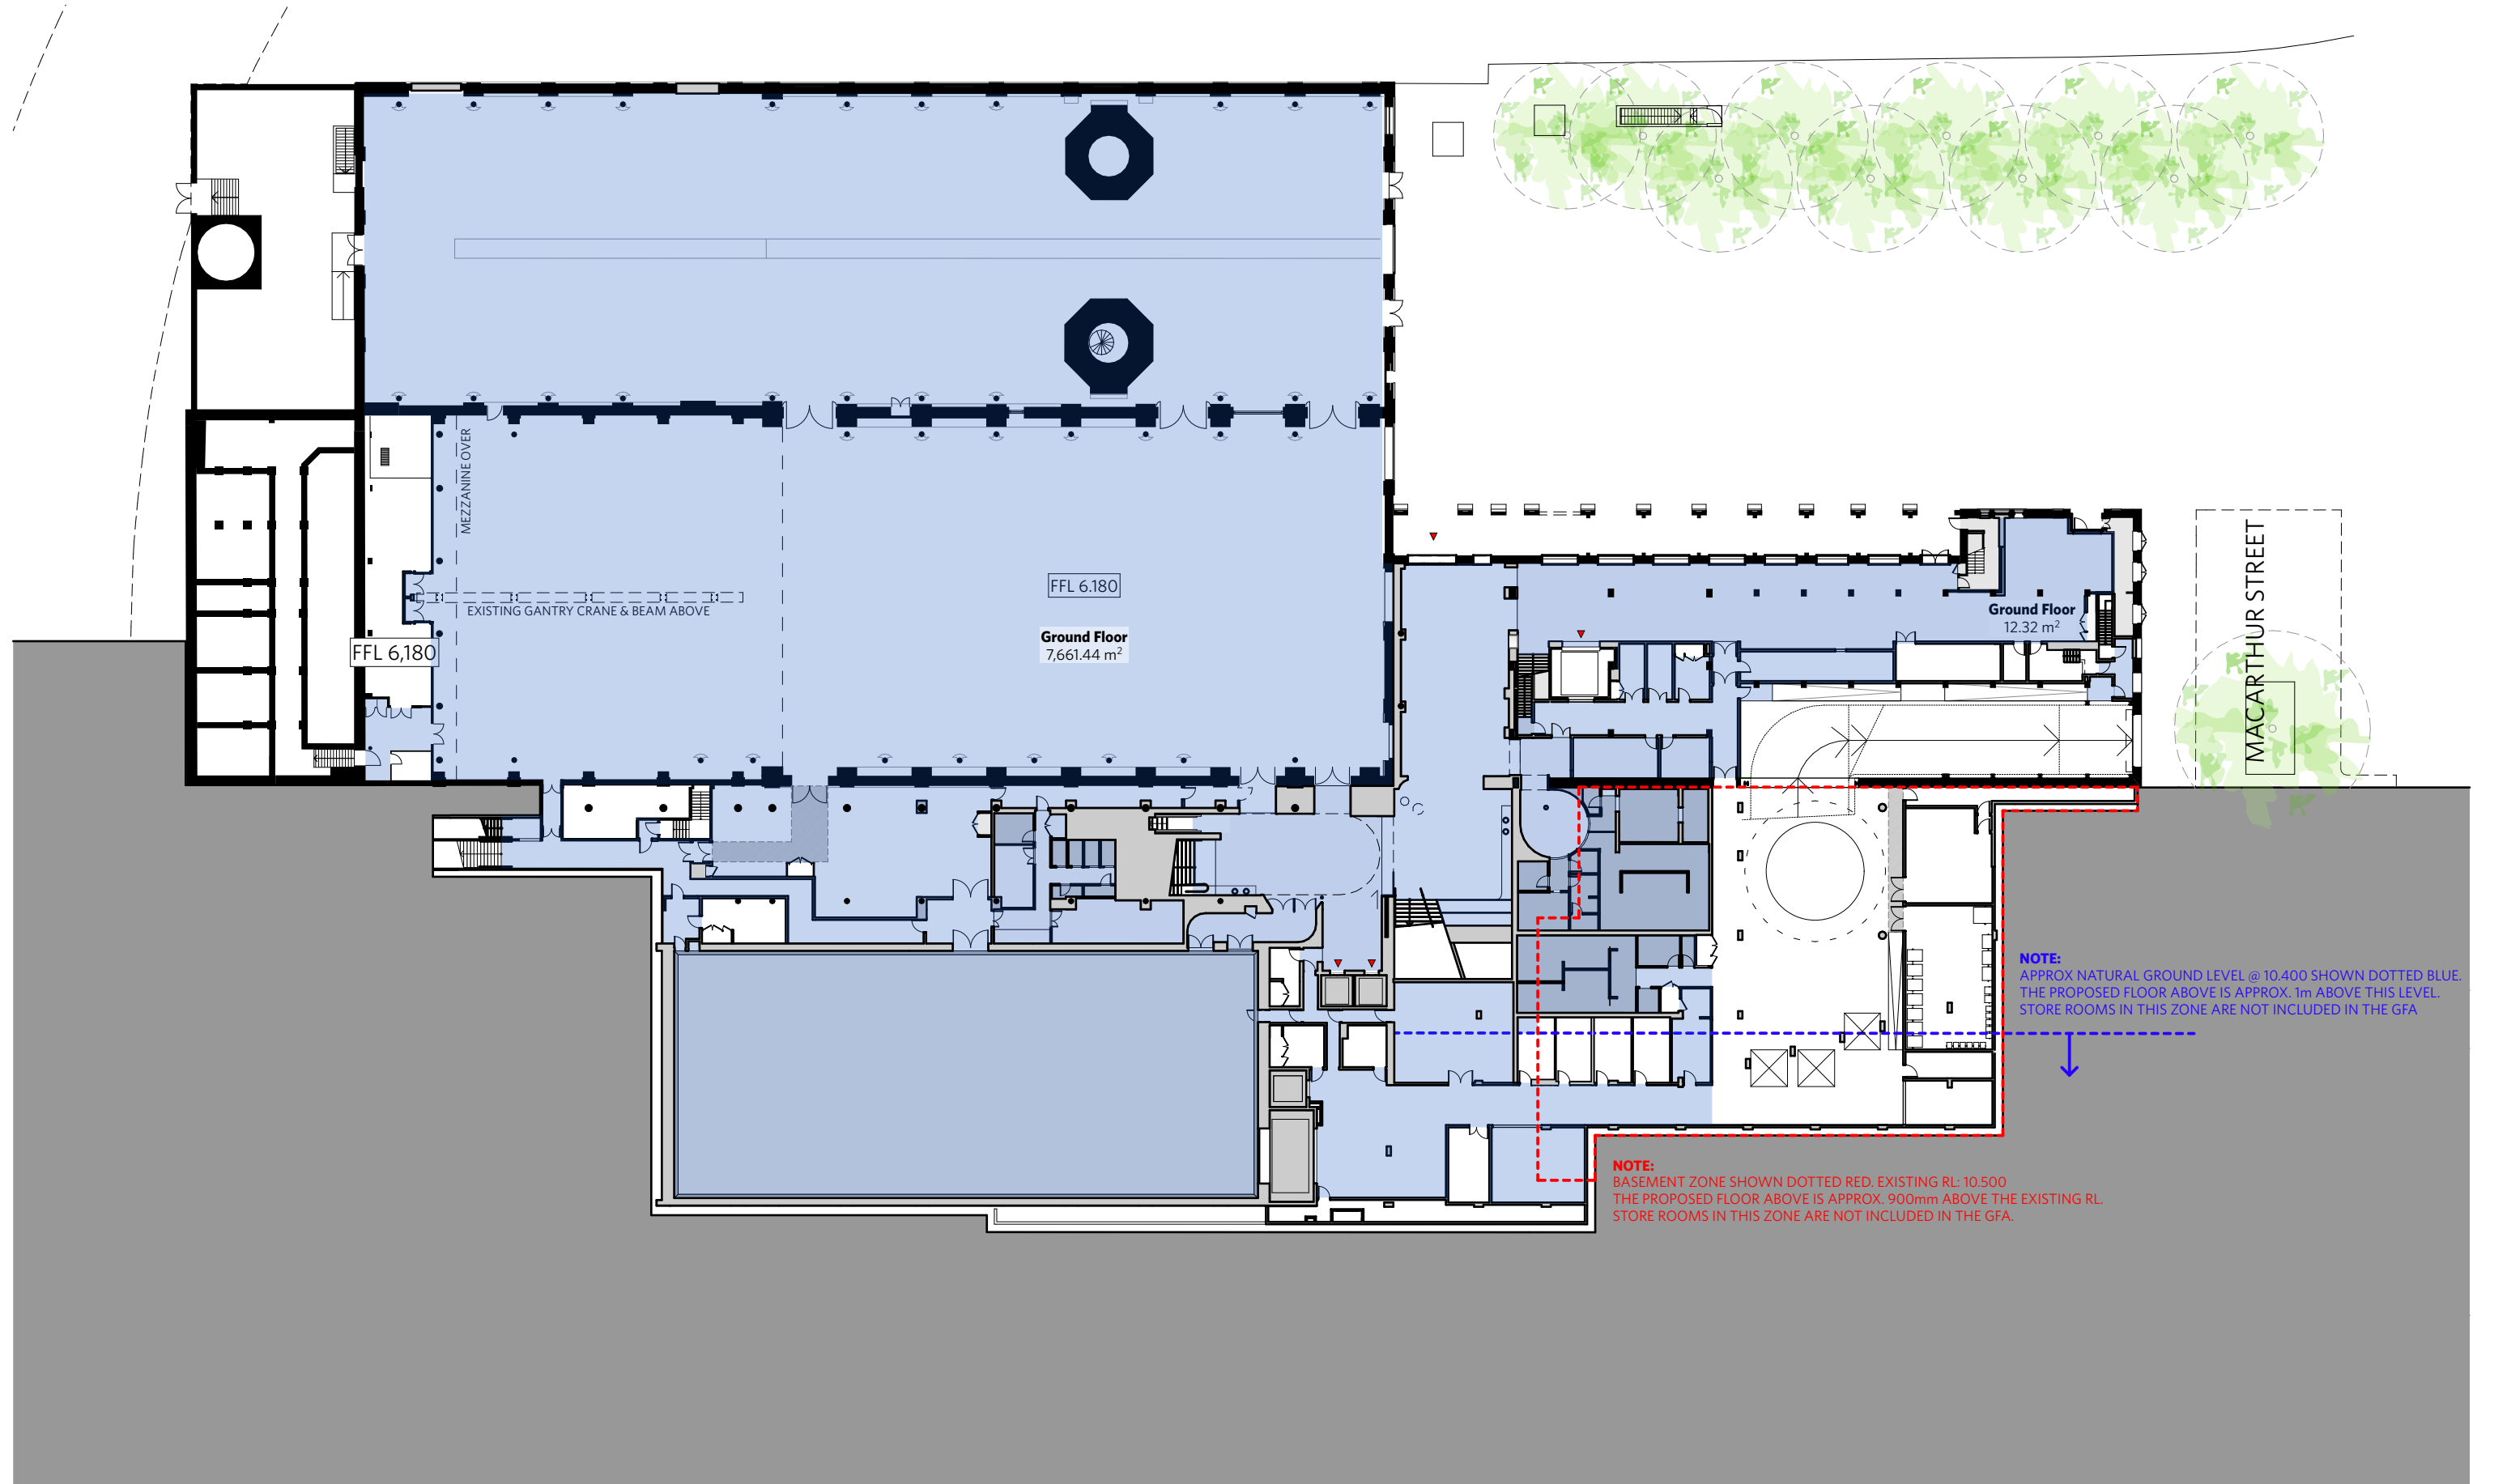 MEZZANINE OVER
FFL 6.180
EXISTING GANTRY CRANE & BEAM ABOVE
Ground Floor
7,661.44 m²
FFL 6,180
Ground Floor
12.32 m²
MACARTHUR STREET
NOTE:
APPROX NATURAL GROUND LEVEL @ 10.400 SHOWN DOTTED BLUE.
THE PROPOSED FLOOR ABOVE IS APPROX. 1m ABOVE THIS LEVEL.
STORE ROOMS IN THIS ZONE ARE NOT INCLUDED IN THE GFA
NOTE:
BASEMENT ZONE SHOWN DOTTED RED. EXISTING RL: 10.500
THE PROPOSED FLOOR ABOVE IS APPROX. 900mm ABOVE THE EXISTING RL.
STORE ROOMS IN THIS ZONE ARE NOT INCLUDED IN THE GFA.